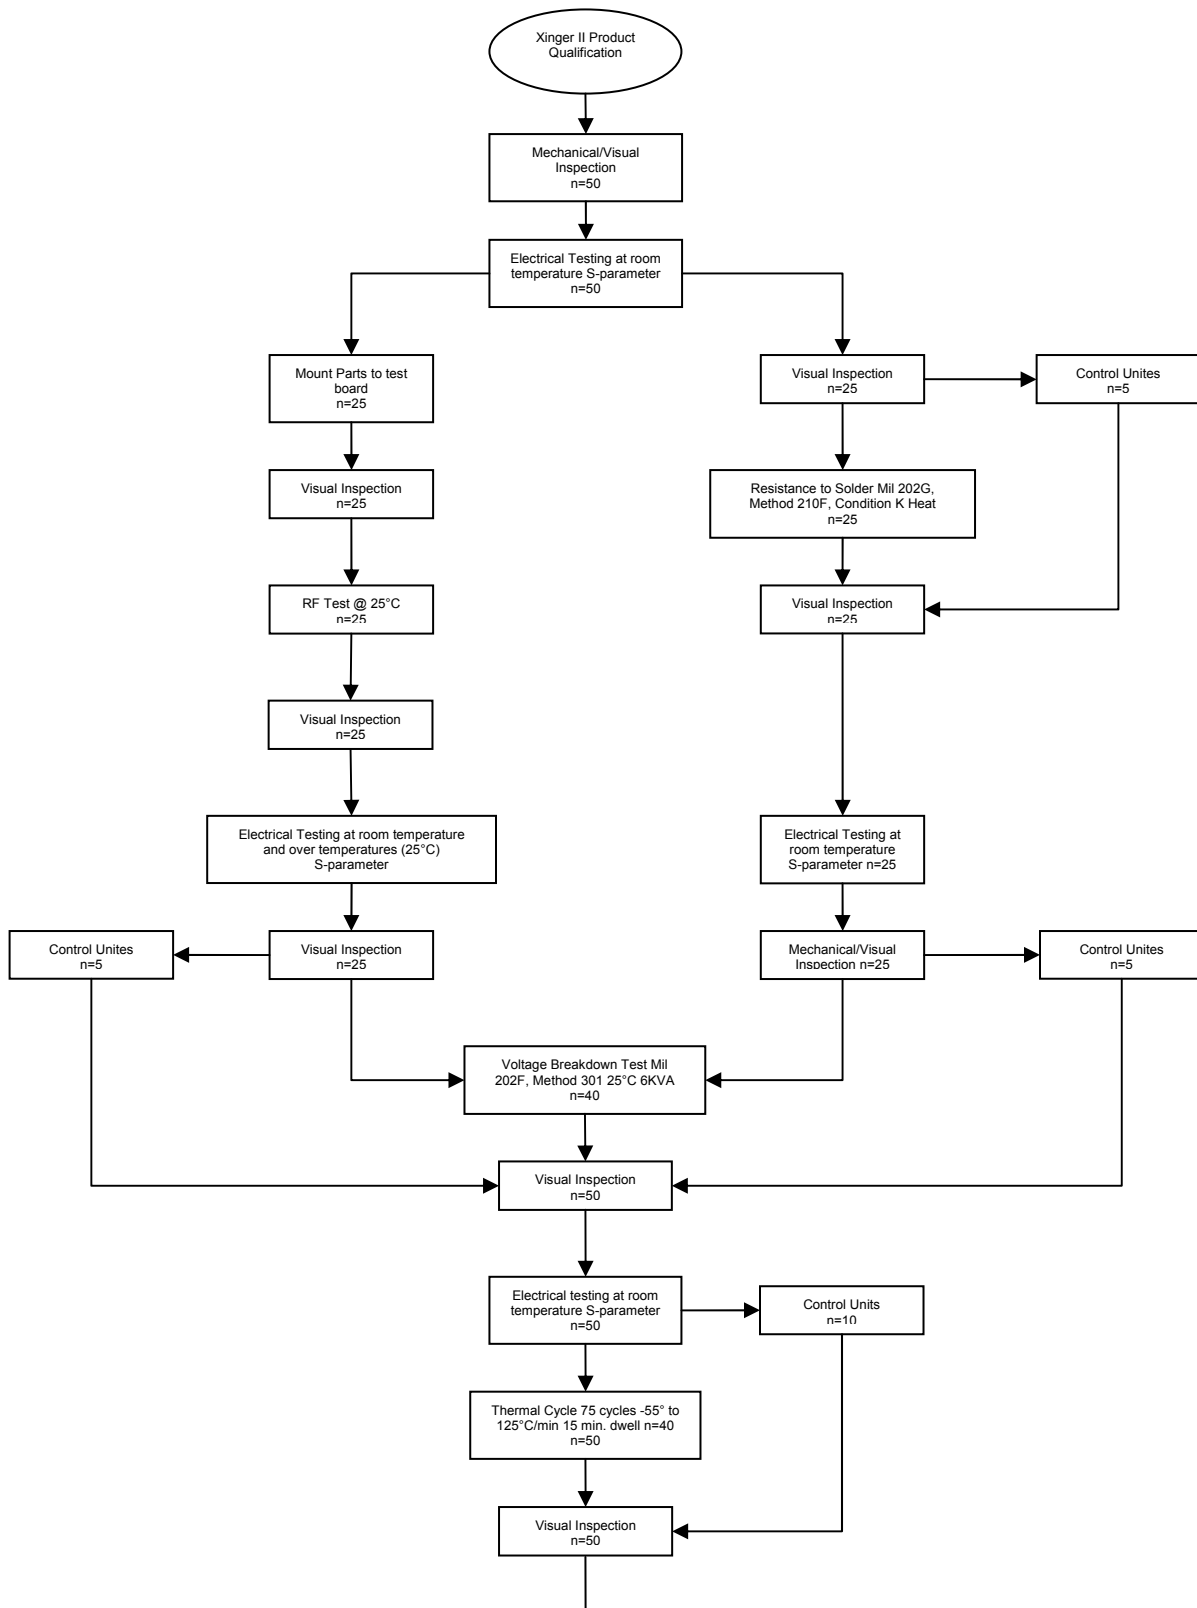 Xinger II Product
Qualification
Mechanical/Visual
Inspection
n=50
Electrical Testing at room
temperature S-parameter
n=50
Mount Parts to test
board
n=25
Visual Inspection
n=25
Control Unites
n=5
Visual Inspection
n=25
Resistance to Solder Mil 202G,
Method 210F, Condition K Heat
n=25
RF Test @ 25°C
n=25
Visual Inspection
n=25
Visual Inspection
n=25
Electrical Testing at room temperature
and over temperatures (25°C)
S-parameter
Electrical Testing at
room temperature
S-parameter n=25
Control Unites
n=5
Visual Inspection
n=25
Mechanical/Visual
Inspection n=25
Control Unites
n=5
Voltage Breakdown Test Mil
202F, Method 301 25°C 6KVA
n=40
Visual Inspection
n=50
Electrical testing at room
temperature S-parameter
n=50
Control Units
n=10
Thermal Cycle 75 cycles -55° to
125°C/min 15 min. dwell n=40
n=50
Visual Inspection
n=50